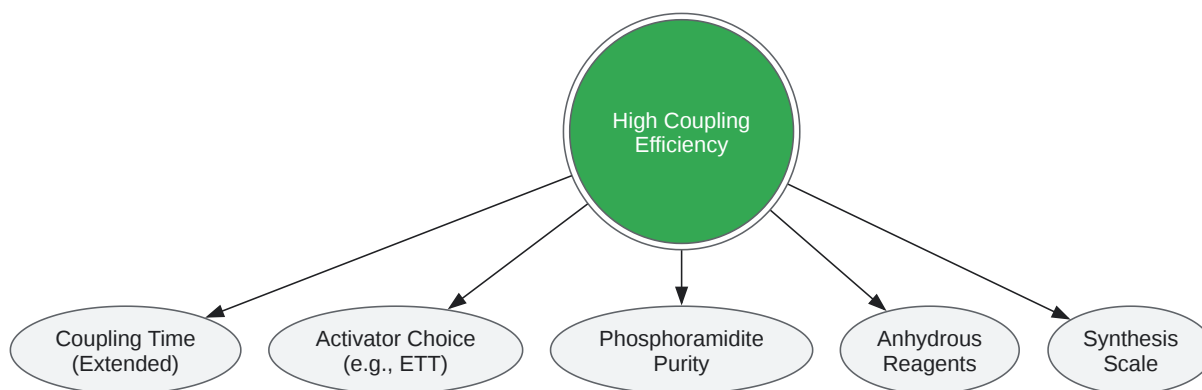 High Coupling
Efficiency
Coupling Time
(Extended)
Activator Choice
(e.g., ETT)
Phosphoramidite
Purity
Anhydrous
Reagents
Synthesis
Scale